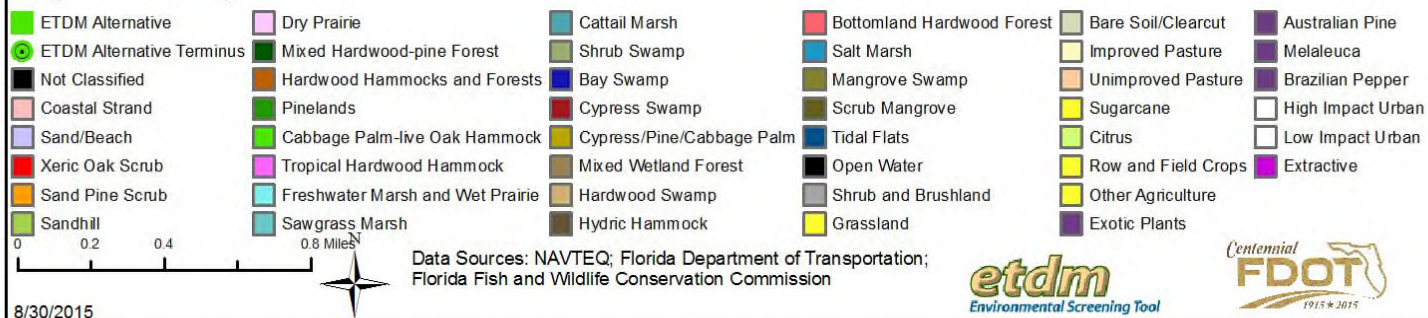 ETDM Alternative
ETDM Alternative Terminus
Not Classified
Coastal Strand
Sand/Beach
Xeric Oak Scrub
Sand Pine Scrub
Sandhill
Dry Prairie
Mixed Hardwood-pine Forest
Hardwood Hammocks and Forests
Pinelands
Cabbage Palm-live Oak Hammock
Tropical Hardwood Hammock
Freshwater Marsh and Wet Prairie
Sawgrass Marsh
Cattail Marsh
Shrub Swamp
Bay Swamp
Cypress Swamp
Cypress/Pine/Cabbage Palm
Mixed Wetland Forest
Hardwood Swamp
Hydric Hammock
Bottomland Hardwood Forest
Salt Marsh
Mangrove Swamp
Scrub Mangrove
Tidal Flats
Open Water
Shrub and Brushland
Grassland
Bare Soil/Clearcut
Improved Pasture
Unimproved Pasture
Sugarcane
Citrus
Row and Field Crops
Other Agriculture
Exotic Plants
Australian Pine
Melaleuca
Brazilian Pepper
High Impact Urban
Low Impact Urban
Extractive
0 0.2 0.4 0.8 Miles
N
8/30/2015
Data Sources: NAVTEQ; Florida Department of Transportation;
Florida Fish and Wildlife Conservation Commission
etdm
Environmental Screening Tool
Centennial
FDOT
1915★2015